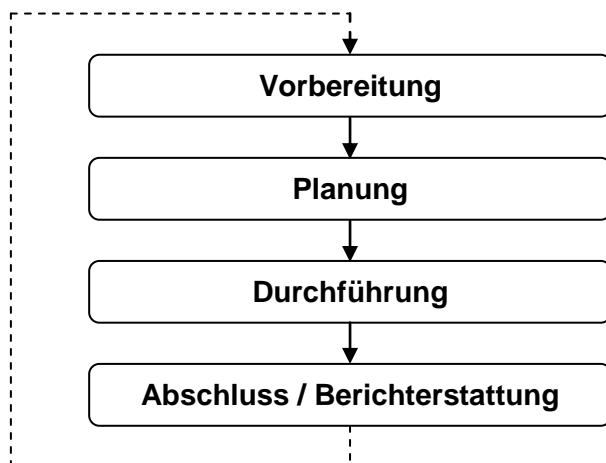 Vorbereitung
Planung
Durchführung
Abschluss / Berichterstattung